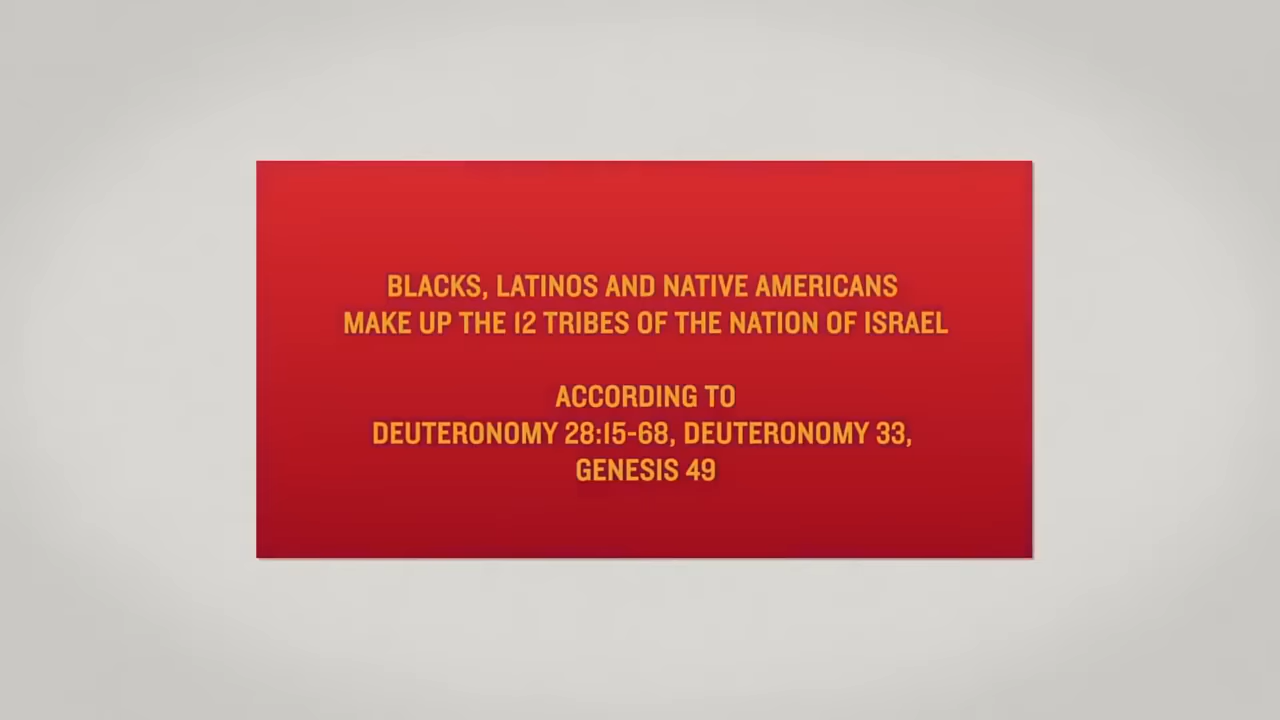 BLACKS, LATINOS AND NATIVE AMERICANS
MAKE UP THE 12 TRIBES OF THE NATION OF ISRAEL
ACCORDING TO
DEUTERONOMY 28:15-68, DEUTERONOMY 33,
GENESIS 49